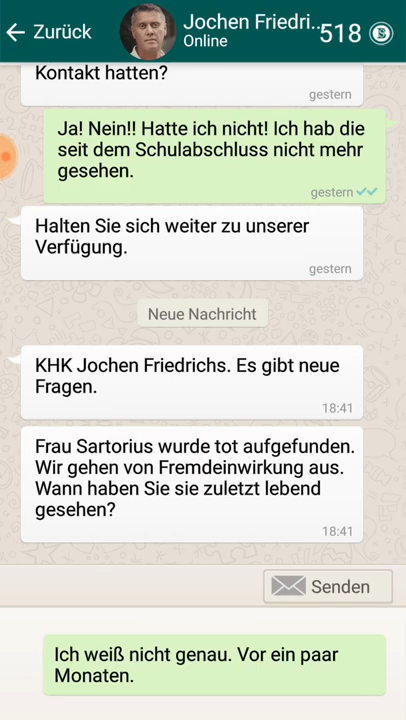 Zurück
Jochen Friedri..
518
Online
Kontakt hatten?
gestern
Ja! Nein!! Hatte ich nicht! Ich hab die
seit dem Schulabschluss nicht mehr
gesehen.
gestern
Halten Sie sich weiter zu unserer
Verfügung.
gestern
Neue Nachricht
KHK Jochen Friedrichs. Es gibt neue
Fragen.
18:41
Frau Sartorius wurde tot aufgefunden.
Wir gehen von Fremdeinwirkung aus.
Wann haben Sie sie zuletzt lebend
gesehen?
18:41
Senden
Ich weiß nicht genau. Vor ein paar
Monaten.